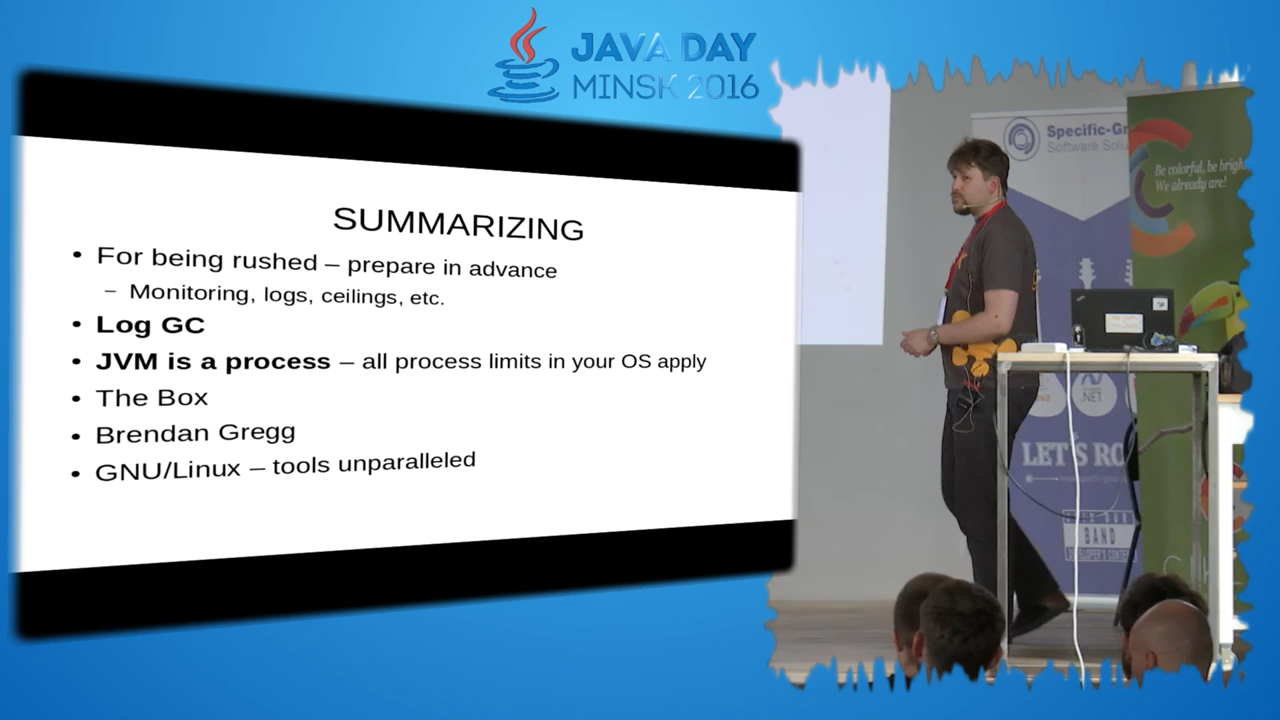 JAVA DAY
MINSK 2016
SUMMARIZING
• For being rushed – prepare in advance
– Monitoring, logs, ceilings, etc.
• Log GC
• JVM is a process – all process limits in your OS apply
• The Box
• Brendan Gregg
• GNU/Linux – tools unparalleled
Specific-Gr
Software.Solu
Be colorful, be brigh
We already are!
.NET
LET'S RO
BAND